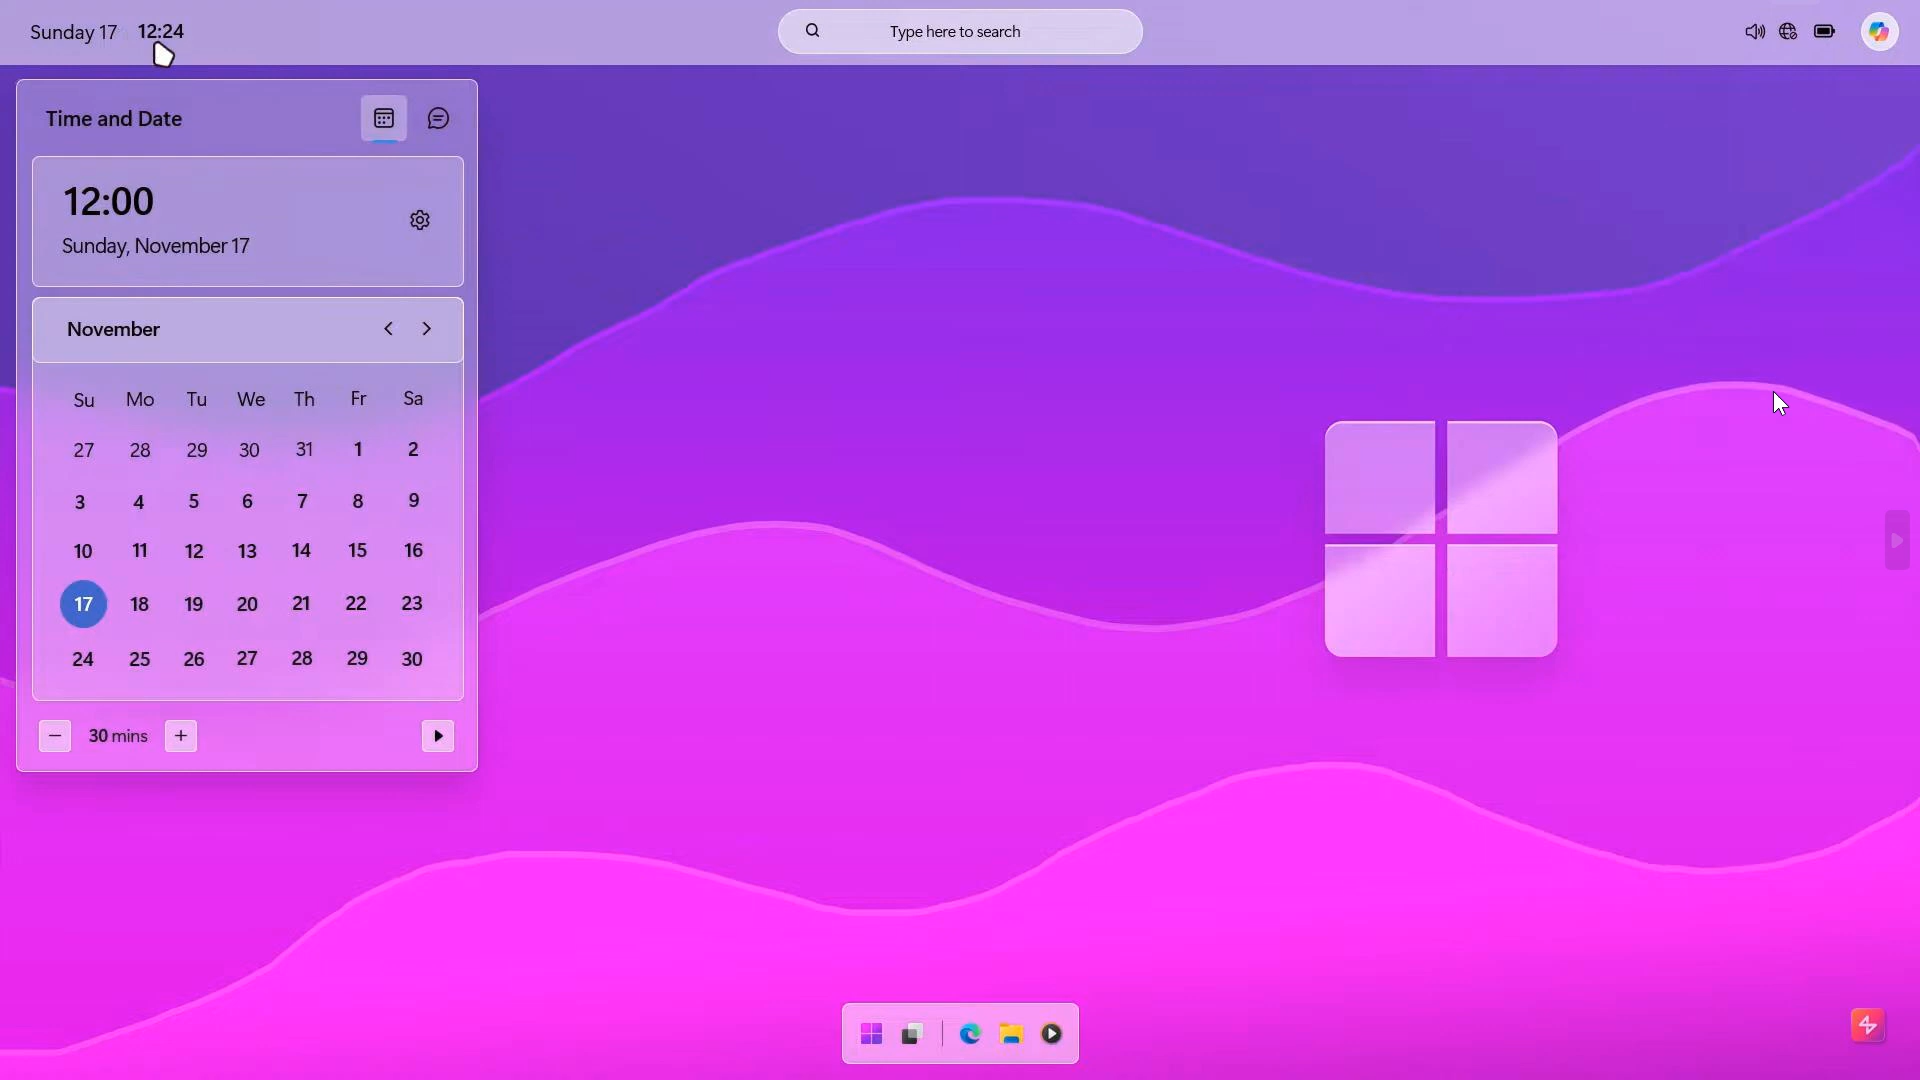 Sunday 17 12:24
Type here to search
Time and Date
12:00
Sunday, November 17
November
Su Mo Tu We Th Fr Sa
27 28 29 30 31 1 2
3 4 5 6 7 8 9
10 11 12 13 14 15 16
17 18 19 20 21 22 23
24 25 26 27 28 29 30
30 mins